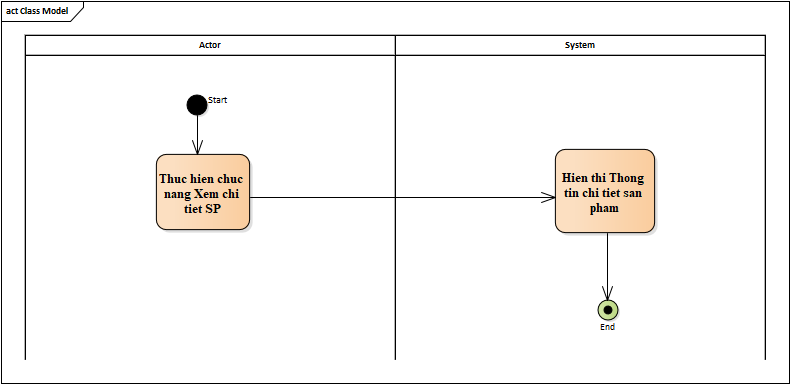 act Class Model
Actor
System
Start
Thuc hien chuc
nang Xem chi
tiet SP
Hien thi Thong
tin chi tiet san
pham
End